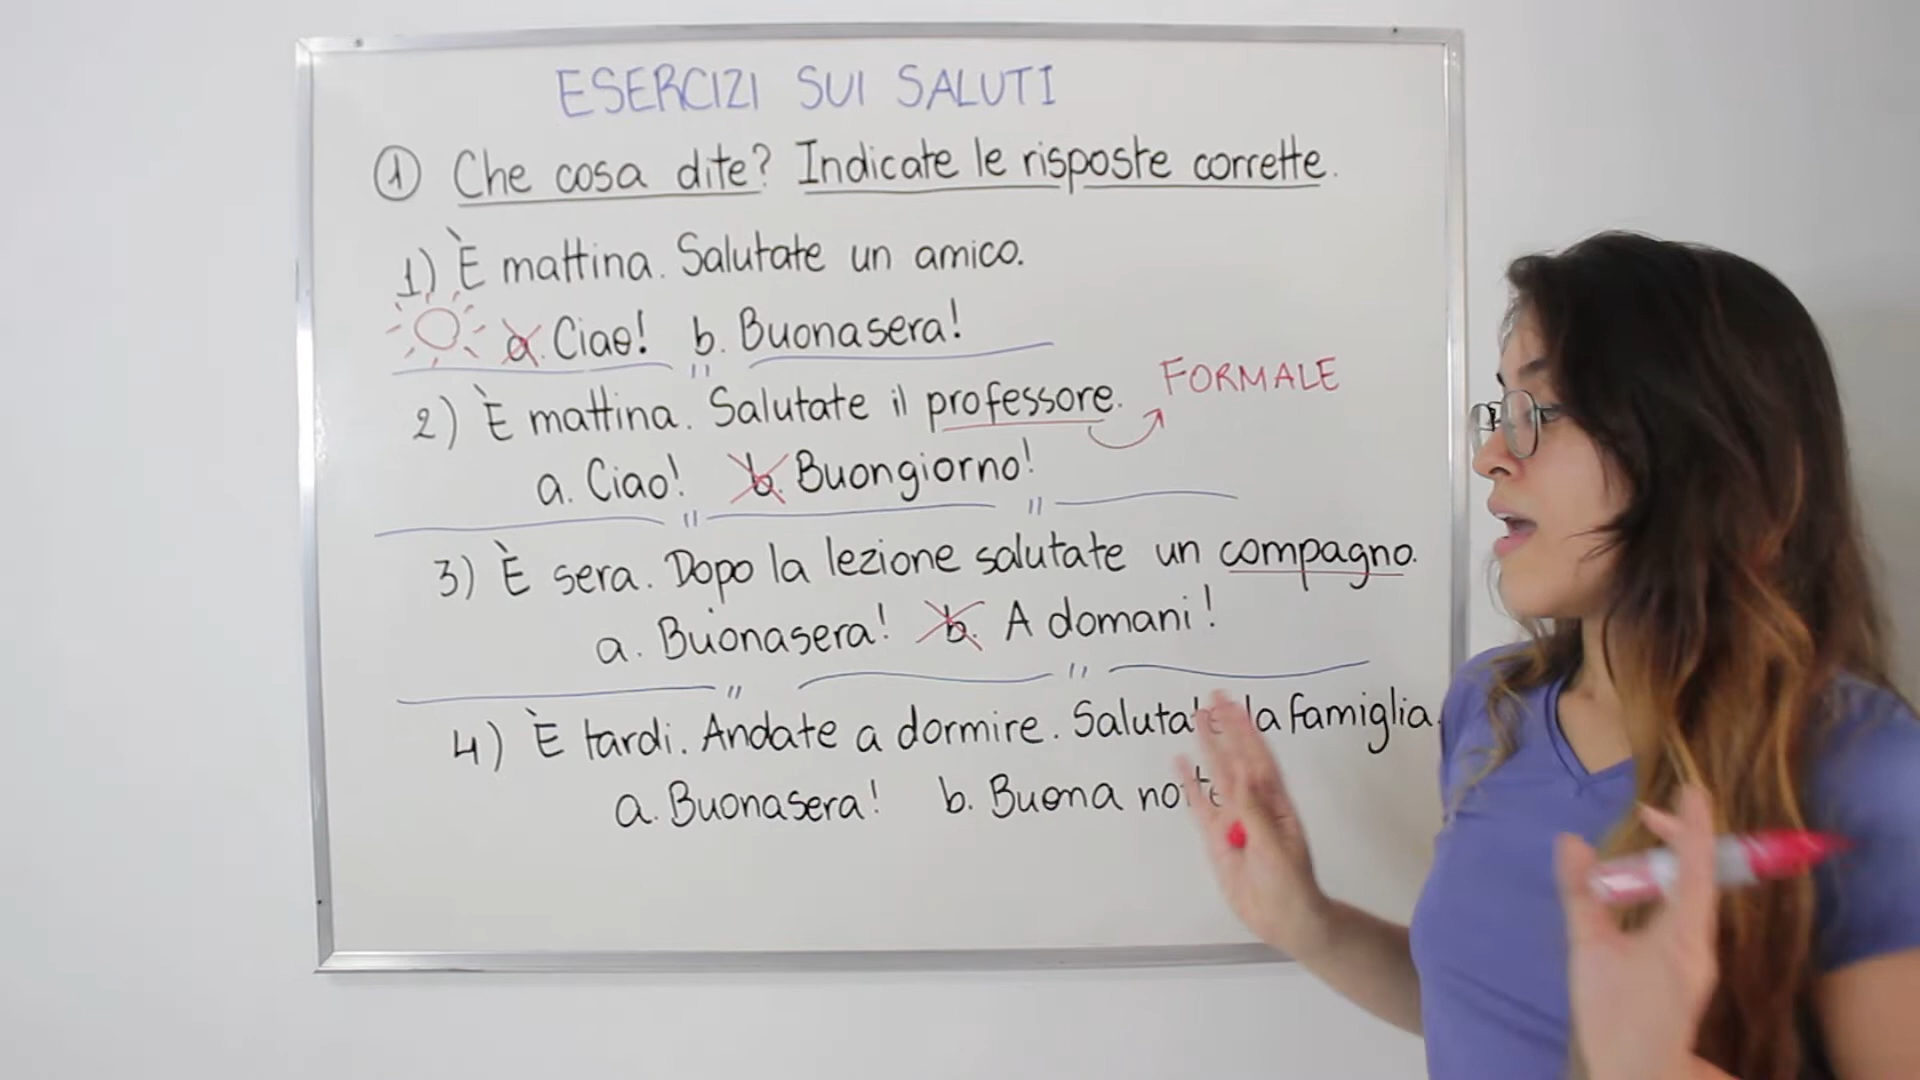 ESERCIZI SUI SALUTI
① Che cosa dite? Indicate le risposte corrette.
1) È mattina. Salutate un amico.
a. Ciao! b. Buonasera!
FORMALE
2) È mattina. Salutate il professore.
a. Ciao! b. Buongiorno!
3) È sera. Dopo la lezione salutate un compagno.
a. Buonasera! b. A domani!
4) È tardi. Andate a dormire. Salutate la famiglia.
a. Buonasera! b. Buona notte